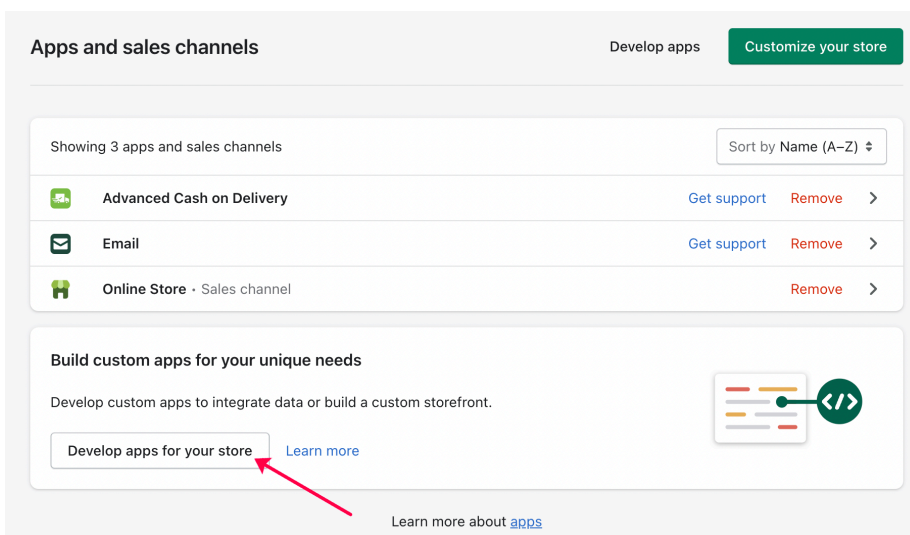 Apps and sales channels
Develop apps
Customize your store
Showing 3 apps and sales channels
Sort by Name (A–Z)
Advanced Cash on Delivery
Get support
Remove
Email
Get support
Remove
Online Store • Sales channel
Remove
Build custom apps for your unique needs
Develop custom apps to integrate data or build a custom storefront.
Develop apps for your store
Learn more
Learn more about apps